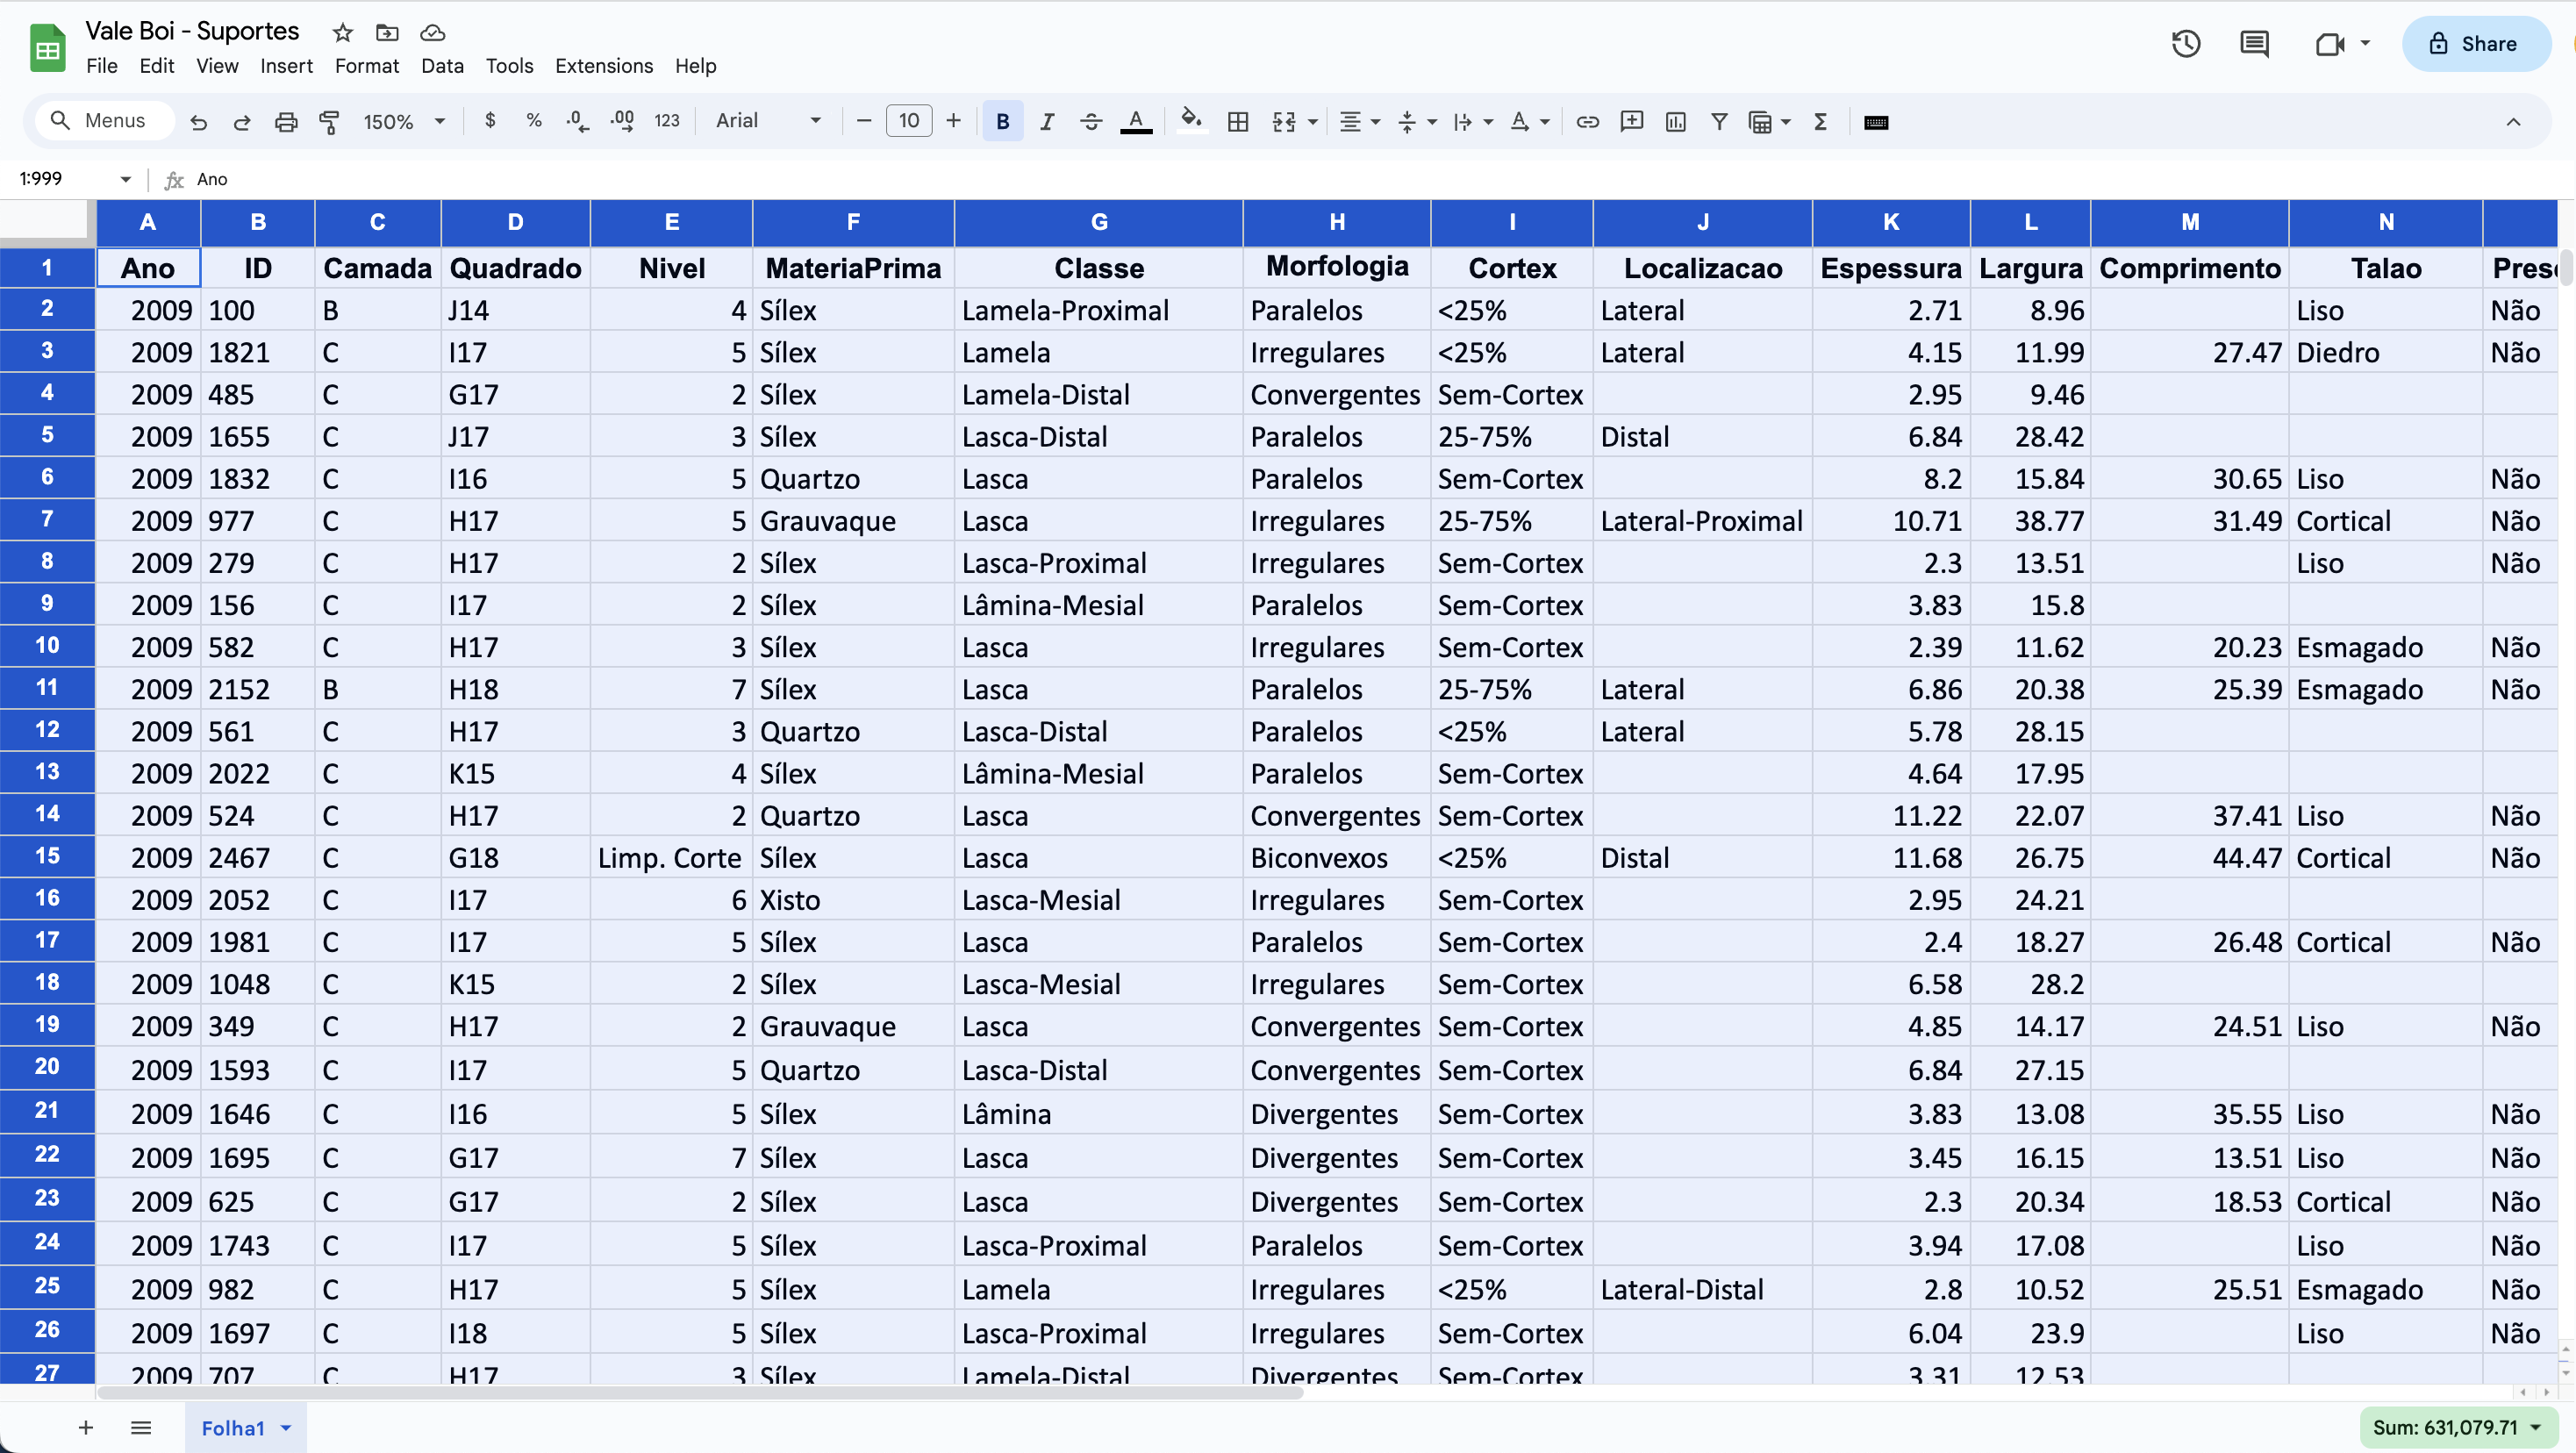 Vale Boi - Suportes
File Edit View Insert Format Data Tools Extensions Help
Share
Menus 150% $ % .0 .00 123 Arial 10 B I A
1:999 fx Ano
A B C D E F G H I J K L M N
1 Ano ID Camada Quadrado Nivel MateriaPrima Classe Morfologia Cortex Localizacao Espessura Largura Comprimento Talao
2 2009 100 B J14 4 Sílex Lamela-Proximal Paralelos <25% Lateral 2.71 8.96 Liso Não
3 2009 1821 C I17 5 Sílex Lamela Irregulares <25% Lateral 4.15 11.99 27.47 Diedro Não
4 2009 485 C G17 2 Sílex Lamela-Distal Convergentes Sem-Cortex 2.95 9.46
5 2009 1655 C J17 3 Sílex Lasca-Distal Paralelos 25-75% Distal 6.84 28.42
6 2009 1832 C I16 5 Quartzo Lasca Paralelos Sem-Cortex 8.2 15.84 30.65 Liso Não
7 2009 977 C H17 5 Grauvaque Lasca Irregulares 25-75% Lateral-Proximal 10.71 38.77 31.49 Cortical Não
8 2009 279 C H17 2 Sílex Lasca-Proximal Irregulares Sem-Cortex 2.3 13.51 Liso Não
9 2009 156 C I17 2 Sílex Lâmina-Mesial Paralelos Sem-Cortex 3.83 15.8
10 2009 582 C H17 3 Sílex Lasca Irregulares Sem-Cortex 2.39 11.62 20.23 Esmagado Não
11 2009 2152 B H18 7 Sílex Lasca Paralelos 25-75% Lateral 6.86 20.38 25.39 Esmagado Não
12 2009 561 C H17 3 Quartzo Lasca-Distal Paralelos <25% Lateral 5.78 28.15
13 2009 2022 C K15 4 Sílex Lâmina-Mesial Paralelos Sem-Cortex 4.64 17.95
14 2009 524 C H17 2 Quartzo Lasca Convergentes Sem-Cortex 11.22 22.07 37.41 Liso Não
15 2009 2467 C G18 Limp. Corte Sílex Lasca Biconvexos <25% Distal 11.68 26.75 44.47 Cortical Não
16 2009 2052 C I17 6 Xisto Lasca-Mesial Irregulares Sem-Cortex 2.95 24.21
17 2009 1981 C I17 5 Sílex Lasca Paralelos Sem-Cortex 2.4 18.27 26.48 Cortical Não
18 2009 1048 C K15 2 Sílex Lasca-Mesial Irregulares Sem-Cortex 6.58 28.2
19 2009 349 C H17 2 Grauvaque Lasca Convergentes Sem-Cortex 4.85 14.17 24.51 Liso Não
20 2009 1593 C I17 5 Quartzo Lasca-Distal Convergentes Sem-Cortex 6.84 27.15
21 2009 1646 C I16 5 Sílex Lâmina Divergentes Sem-Cortex 3.83 13.08 35.55 Liso Não
22 2009 1695 C G17 7 Sílex Lasca Divergentes Sem-Cortex 3.45 16.15 13.51 Liso Não
23 2009 625 C G17 2 Sílex Lasca Divergentes Sem-Cortex 2.3 20.34 18.53 Cortical Não
24 2009 1743 C I17 5 Sílex Lasca-Proximal Paralelos Sem-Cortex 3.94 17.08 Liso Não
25 2009 982 C H17 5 Sílex Lamela Irregulares <25% Lateral-Distal 2.8 10.52 25.51 Esmagado Não
26 2009 1697 C I18 5 Sílex Lasca-Proximal Irregulares Sem-Cortex 6.04 23.9 Liso Não
27 2009 707 C H17 3 Sílex Lamela-Distal Divergentes Sem-Cortex 3.31 12.53
Folha1 Sum: 631,079.71